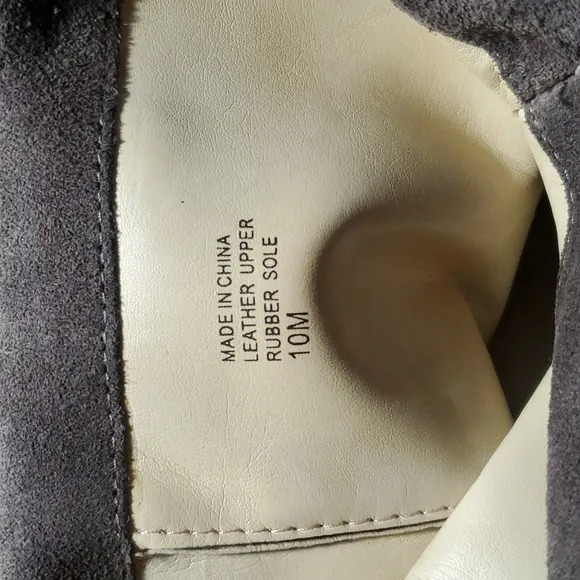 MADE IN CHINA
LEATHER UPPER
RUBBER SOLE
10M